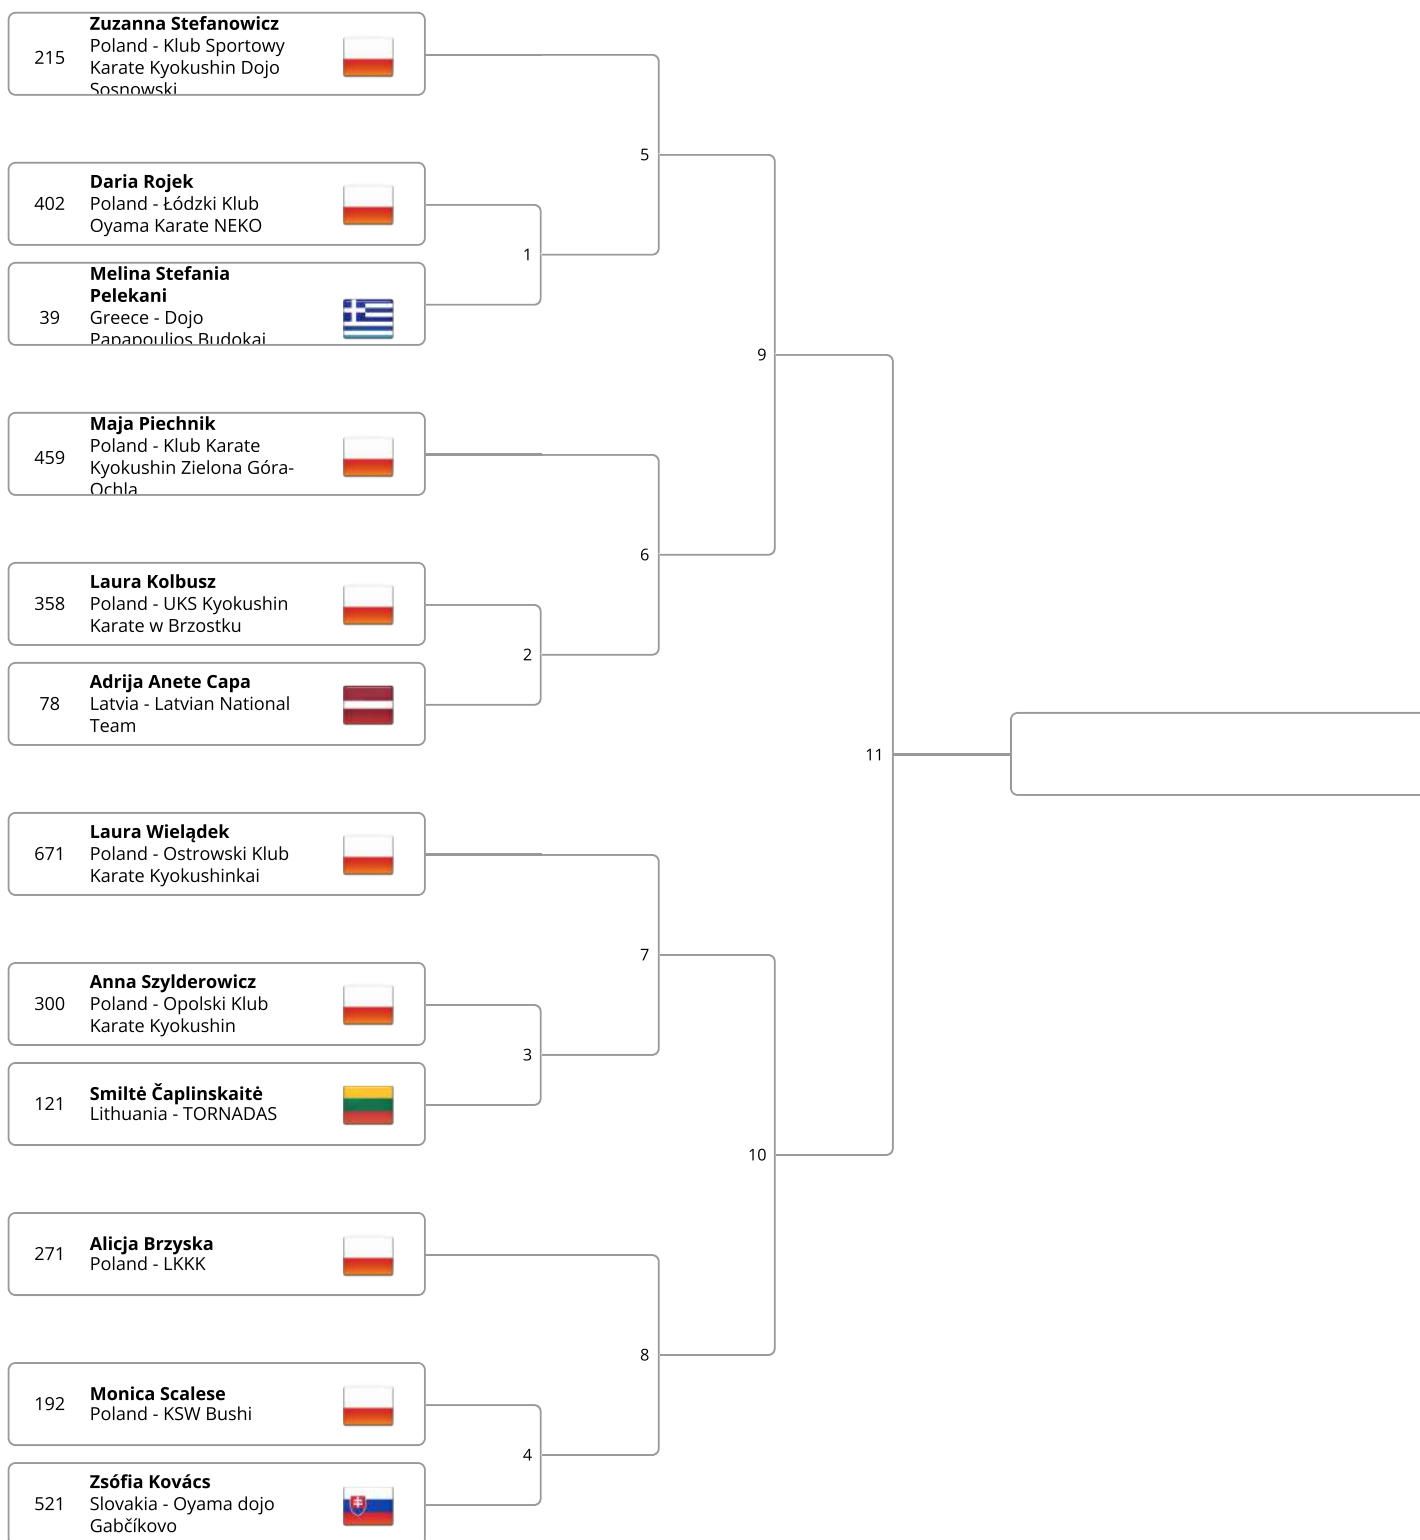 Zuzanna Stefanowicz
215
Poland - Klub Sportowy
Karate Kyokushin Dojo
Sosnowski
5
Daria Rojek
402
Poland - Łódzki Klub
Oyama Karate NEKO
1
Melina Stefania
Pelekani
39
Greece - Dojo
Papapoulios Budokai
9
Maja Piechnik
459
Poland - Klub Karate
Kyokushin Zielona Góra-
Ochla
6
Laura Kolbusz
358
Poland - UKS Kyokushin
Karate w Brzostku
2
Adrija Anete Capa
78
Latvia - Latvian National
Team
11
Laura Wielądek
671
Poland - Ostrowski Klub
Karate Kyokushinkai
7
Anna Szylderowicz
300
Poland - Opolski Klub
Karate Kyokushin
3
Smiltė Čaplinskaitė
121
Lithuania - TORNADAS
10
Alicja Brzyska
271
Poland - LKKK
8
Monica Scalese
192
Poland - KSW Bushi
4
Zsófia Kovács
521
Slovakia - Oyama dojo
Gabčíkovo